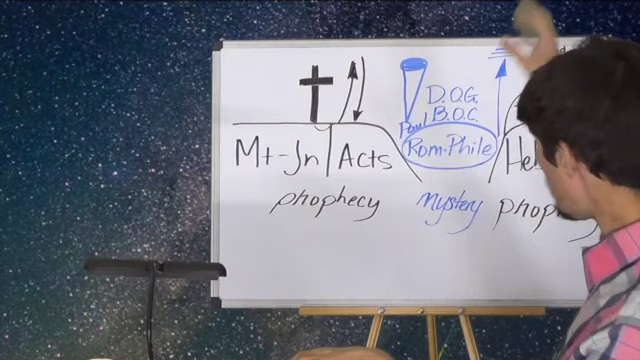 D.O.G.
B.O.C.
Paul
Mt-Jn Acts Rom-Phile
prophecy mystery